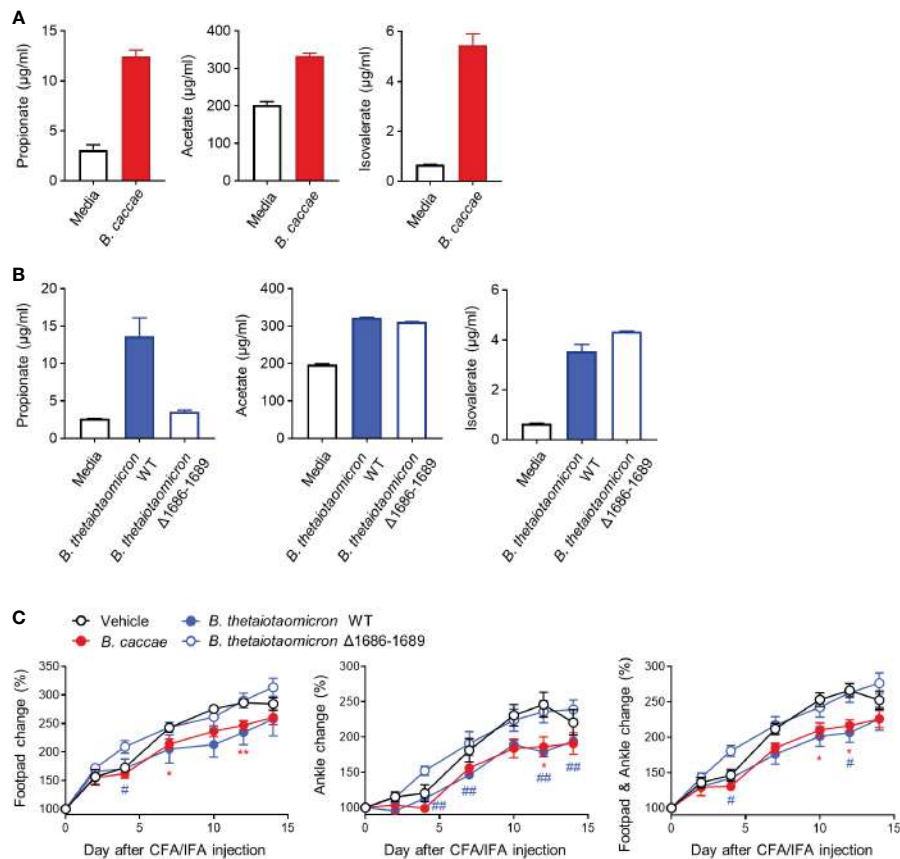 A
Propionate (µg/ml)
15
10
5
0
Media
B. caccae
Acetate (µg/ml)
400
300
200
100
0
Media
B. caccae
Isovalerate (µg/ml)
6
4
2
0
Media
B. caccae
B
Propionate (µg/ml)
20
15
10
5
0
Media
B. thetaiotaomicron
WT
B. thetaiotaomicron
Δ1686-1689
Acetate (µg/ml)
400
300
200
100
0
Media
B. thetaiotaomicron
WT
B. thetaiotaomicron
Δ1686-1689
Isovalerate (µg/ml)
6
4
2
0
Media
B. thetaiotaomicron
WT
B. thetaiotaomicron
Δ1686-1689
C
Vehicle
B. thetaiotaomicron WT
B. caccae
B. thetaiotaomicron Δ1686-1689
Footpad change (%)
350
300
250
200
150
100
#
*
**
0 5 10 15
Day after CFA/IFA injection
Ankle change (%)
300
250
200
150
100
##
##
*
##
##
0 5 10 15
Day after CFA/IFA injection
Footpad & Ankle change (%)
300
250
200
150
100
#
*
*
#
0 5 10 15
Day after CFA/IFA injection